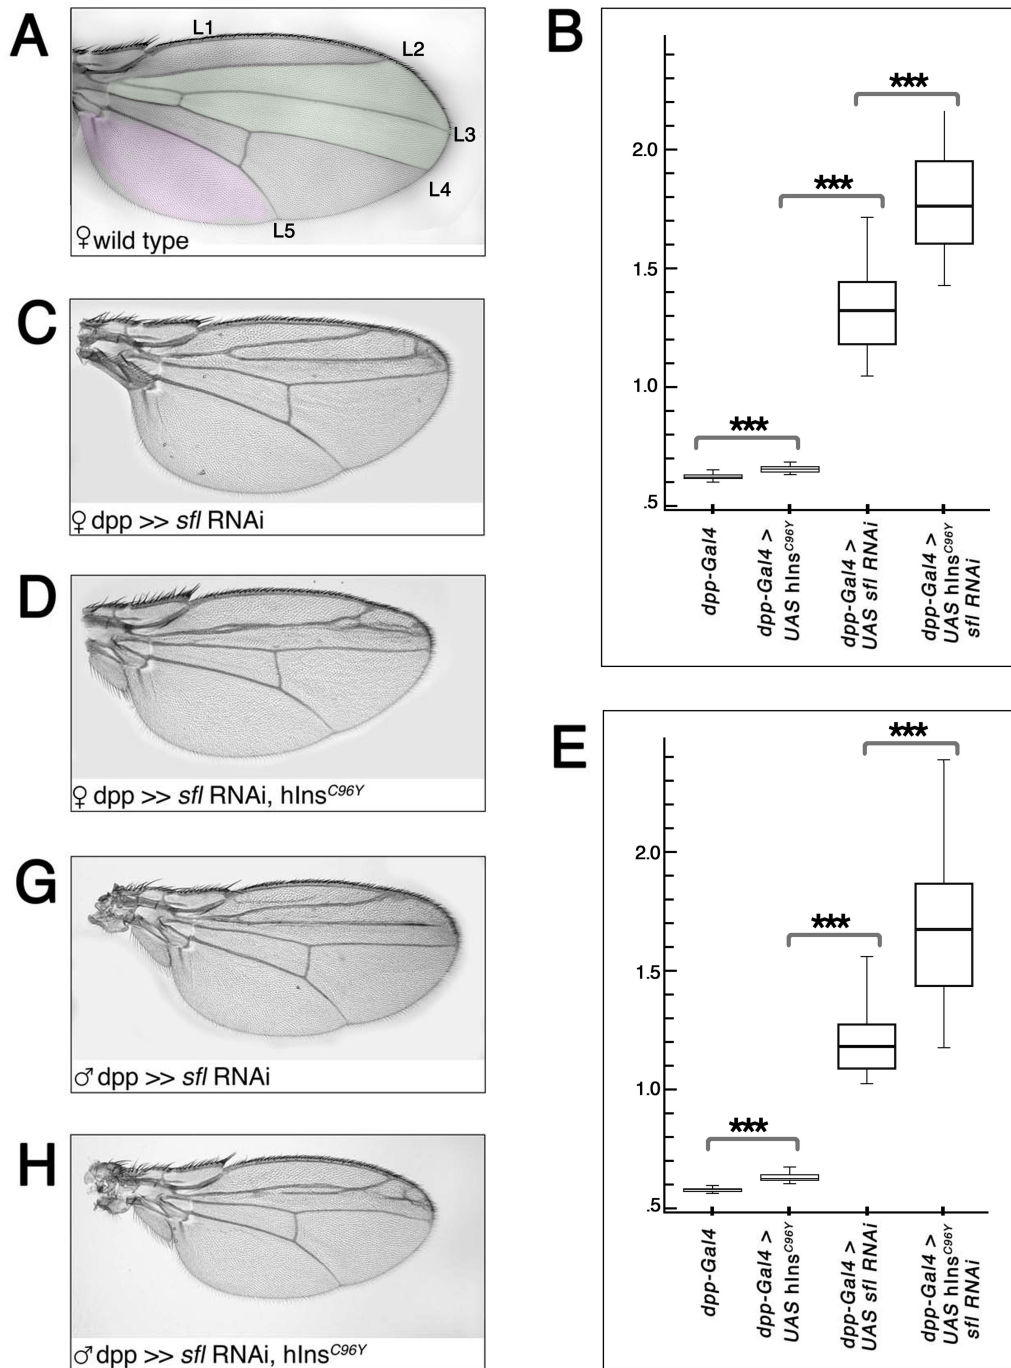 A
L1
L2
L3
L4
L5
♀ wild type
B
***
***
***
2.0
1.5
1.0
.5
dpp-Gal4
dpp-Gal4 >
UAS hIns^C96Y
dpp-Gal4 >
UAS sfl RNAi
dpp-Gal4 >
UAS hIns^C96Y
sfl RNAi
C
♀ dpp >> sfl RNAi
D
♀ dpp >> sfl RNAi, hIns^C96Y
E
***
***
***
2.0
1.5
1.0
.5
dpp-Gal4
dpp-Gal4 >
UAS hIns^C96Y
dpp-Gal4 >
UAS sfl RNAi
dpp-Gal4 >
UAS hIns^C96Y
sfl RNAi
G
♂ dpp >> sfl RNAi
H
♂ dpp >> sfl RNAi, hIns^C96Y